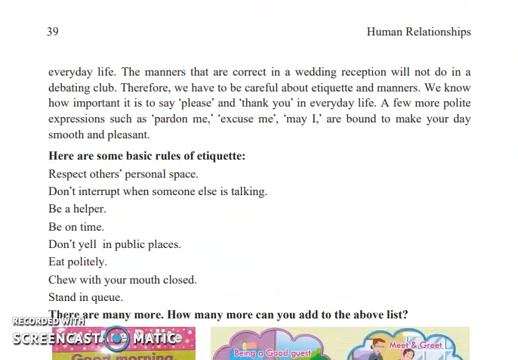 39 Human Relationships
everyday life. The manners that are correct in a wedding reception will not do in a
debating club. Therefore, we have to be careful about etiquette and manners. We know
how important it is to say ‘please’ and ‘thank you’ in everyday life. A few more polite
expressions such as ‘pardon me,’ ‘excuse me’, ‘may I,’ are bound to make your day
smooth and pleasant.
Here are some basic rules of etiquette:
Respect others’ personal space.
Don’t interrupt when someone else is talking.
Be a helper.
Be on time.
Don’t yell in public places.
Eat politely.
Chew with your mouth closed.
Stand in queue.
There are many more. How many more can you add to the above list?
RECORDED WITH
SCREENCAST MATIC
Good morning
Being a Good guest
Meet & Greet